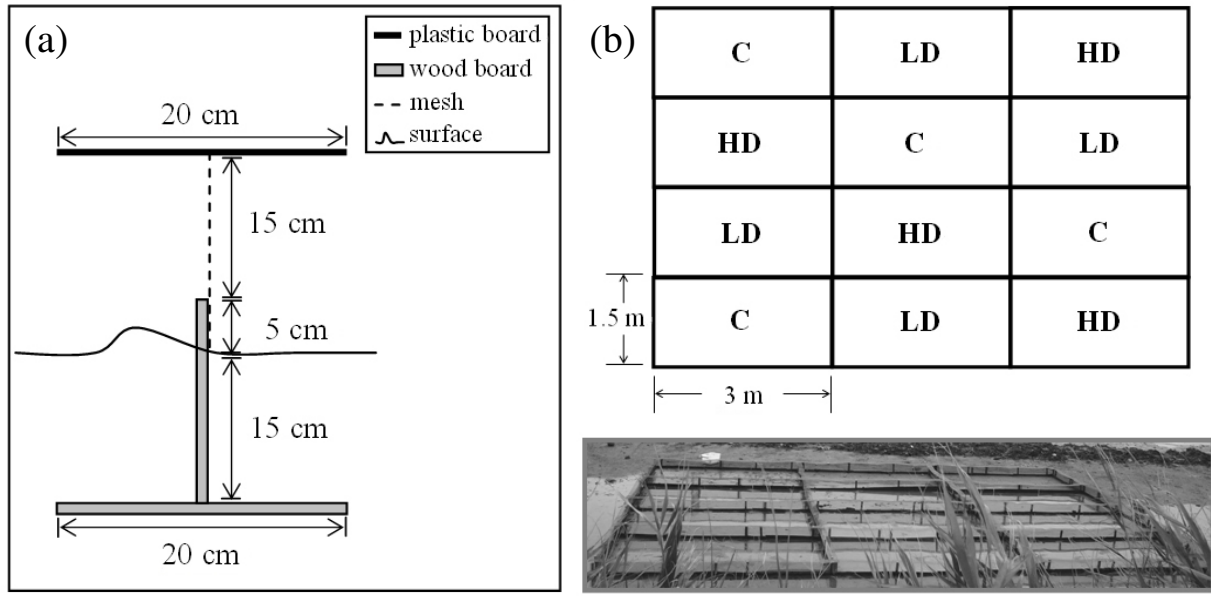 (a)
plastic board
wood board
mesh
surface
20 cm
15 cm
5 cm
15 cm
20 cm
(b)
C LD HD
HD C LD
LD HD C
C LD HD
1.5 m
3 m